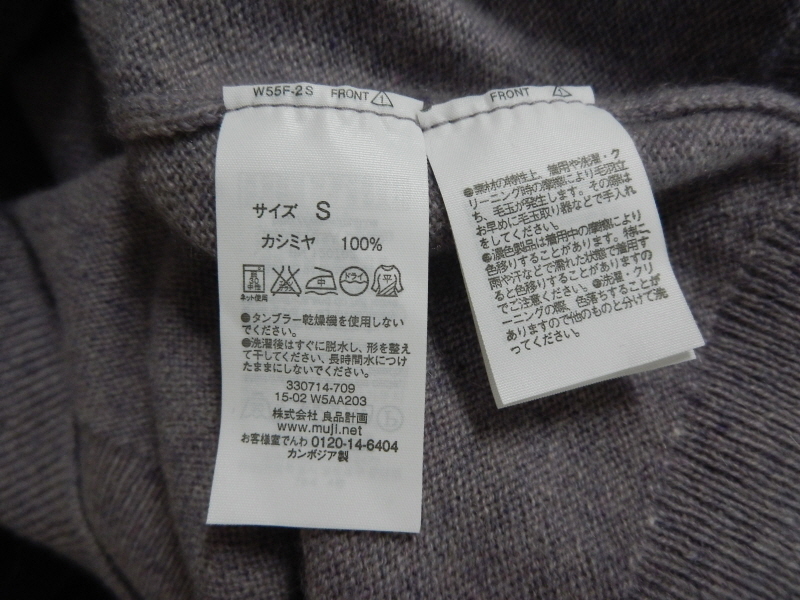 W55F-2S FRONT
サイズ S
カシミヤ 100%
中
ドライ
平
ネット使用
●タンブラー乾燥機を使用しない
でください。
●洗濯後はすぐに脱水し、形を整え
て干してください、長時間水につけ
たままにしないでください。
330714-709
15-02 W5AA203
株式会社 良品計画
www.muji.net
お客様室でんわ 0120-14-6404
カンボジア製
FRONT
●素材の特性上、着用や洗濯・ク
リーニング時の摩擦により毛羽立
ち、毛玉が発生します。その際は
お早めに毛玉取り器などで手入れ
をしてください。
●濃色製品は着用中の摩擦により
色移りすることがあります。特に
雨や汗などで濡れた状態で着用す
ると色移りすることがありますの
でご注意ください。●洗濯・クリ
ーニングの際、色落ちすることが
ありますので他のものと分けて洗
ってください。